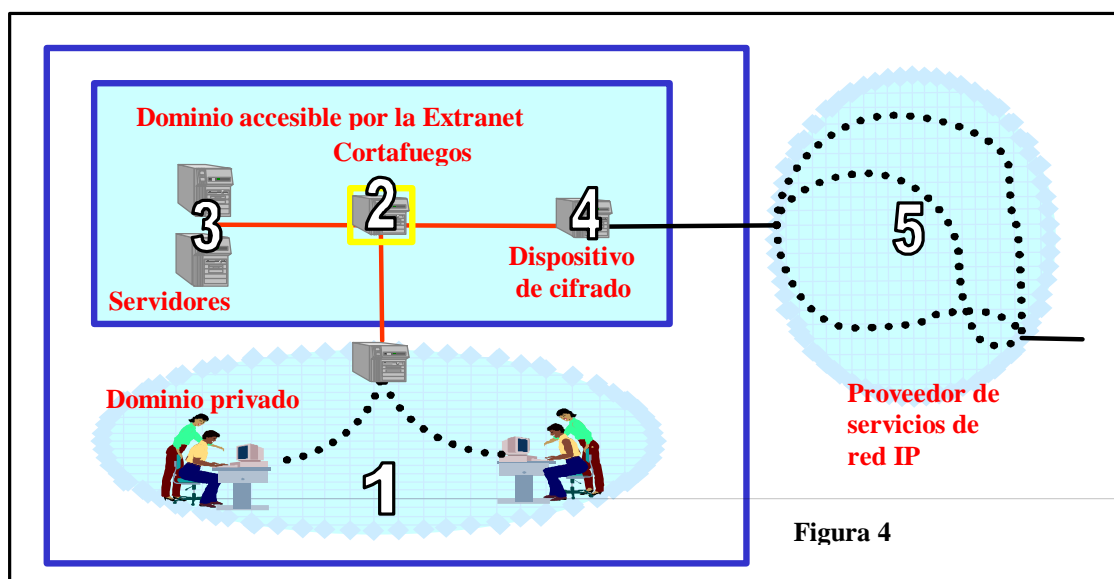 Dominio accesible por la Extranet
Cortafuegos
2
3
4
5
Servidores
Dispositivo
de cifrado
Dominio privado
1
Proveedor de
servicios de
red IP
Figura 4